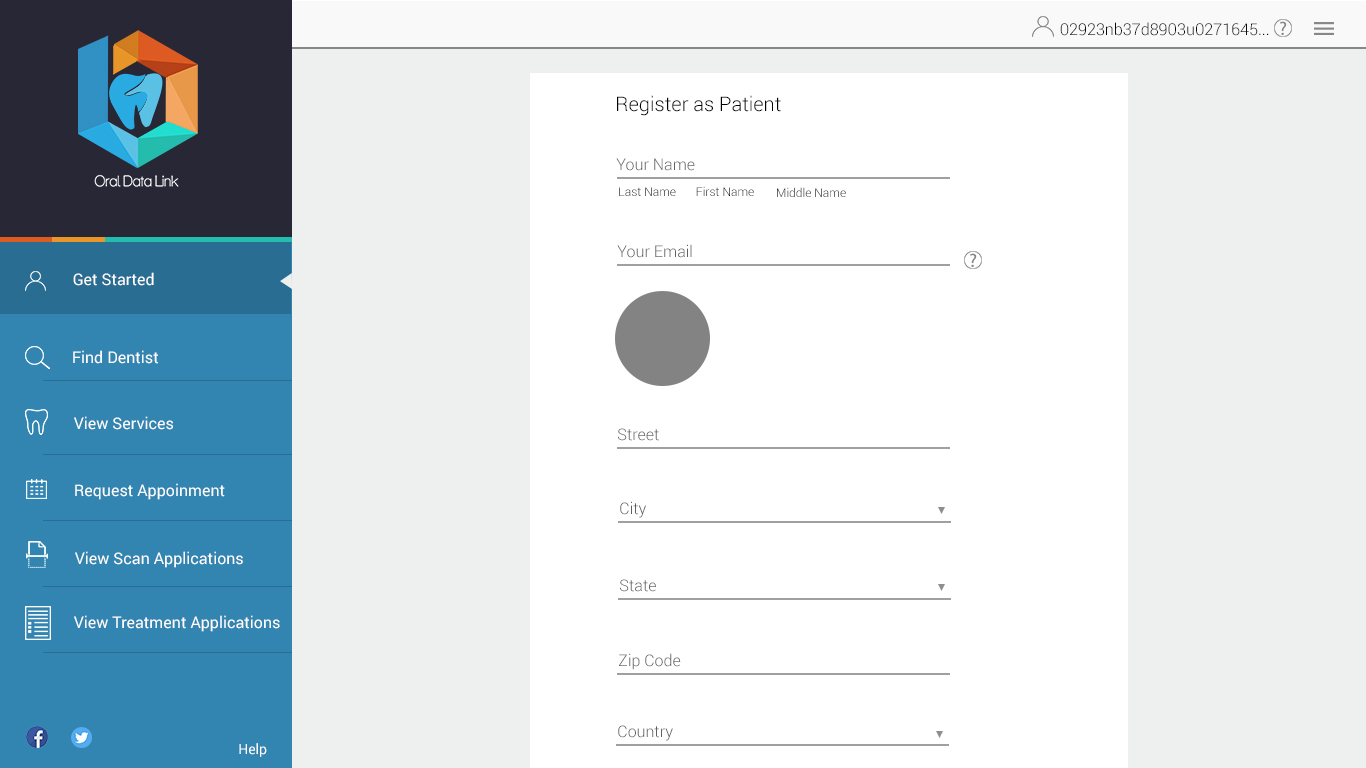 02923nb37d8903u0271645... ?
Oral Data Link
Get Started
Find Dentist
View Services
Request Appoinment
View Scan Applications
View Treatment Applications
Help
Register as Patient
Your Name
Last Name First Name Middle Name
Your Email ?
Street
City
State
Zip Code
Country